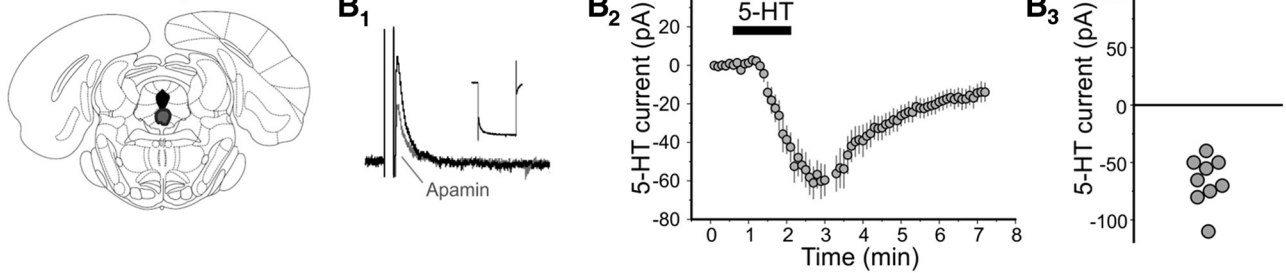 B1
Apamin
B2
5-HT
5-HT current (pA)
20
0
-20
-40
-60
-80
0 1 2 3 4 5 6 7 8
Time (min)
B3
5-HT current (pA)
50
0
-50
-100